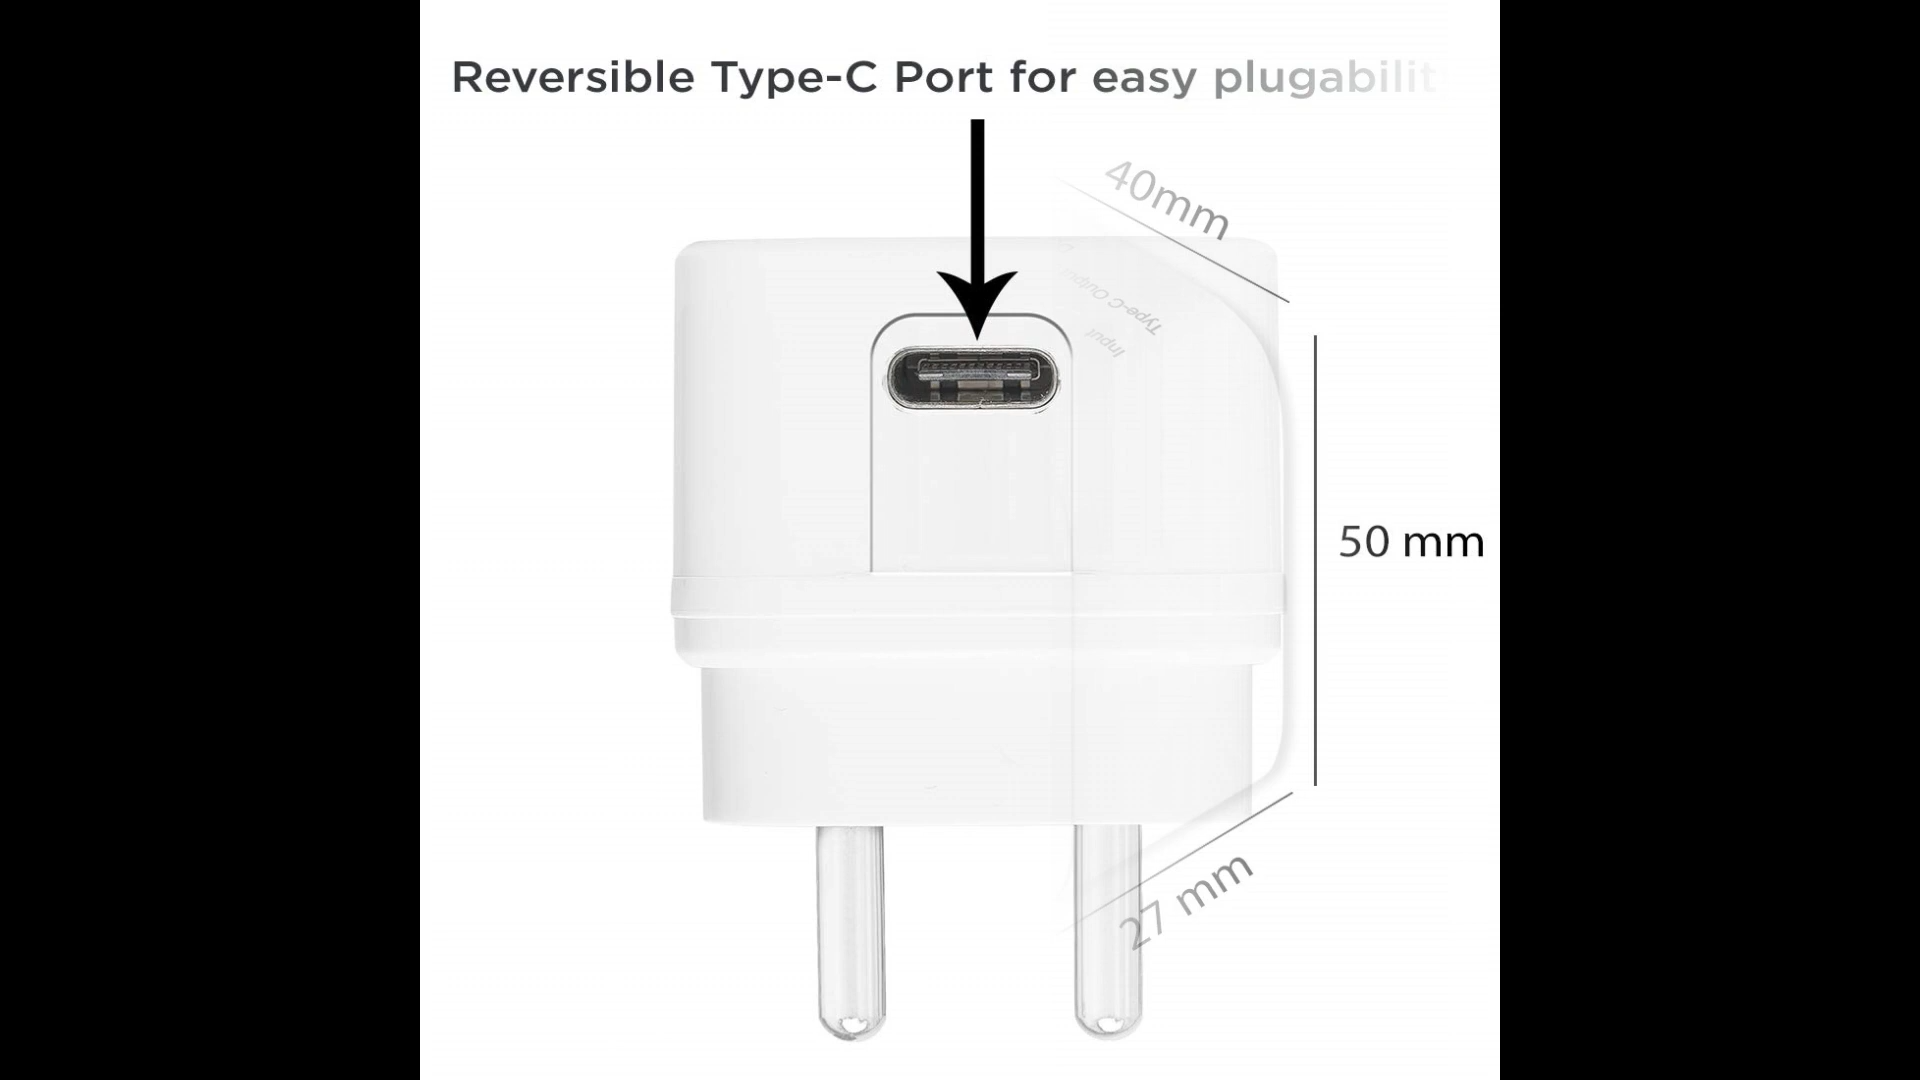 Reversible Type-C Port for easy plugabilit
40mm
Type-C Output
Input
50 mm
27 mm